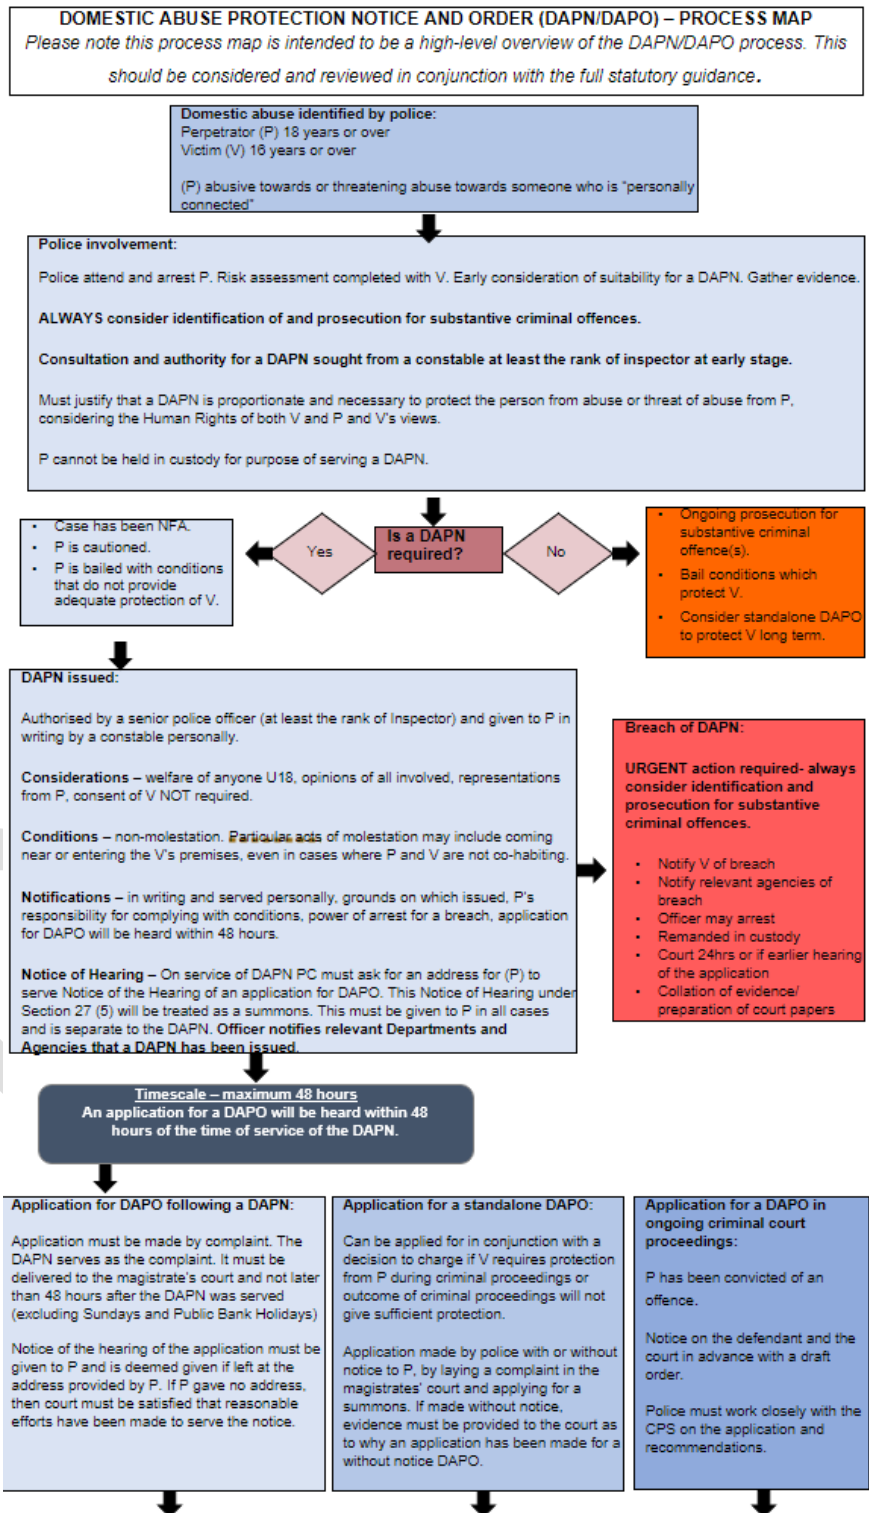 DOMESTIC ABUSE PROTECTION NOTICE AND ORDER (DAPN/DAPO) – PROCESS MAP
Please note this process map is intended to be a high-level overview of the DAPN/DAPO process. This
should be considered and reviewed in conjunction with the full statutory guidance.
Domestic abuse identified by police:
Perpetrator (P) 18 years or over
Victim (V) 16 years or over
(P) abusive towards or threatening abuse towards someone who is “personally
connected”
Police involvement:
Police attend and arrest P. Risk assessment completed with V. Early consideration of suitability for a DAPN. Gather evidence.
ALWAYS consider identification of and prosecution for substantive criminal offences.
Consultation and authority for a DAPN sought from a constable at least the rank of inspector at early stage.
Must justify that a DAPN is proportionate and necessary to protect the person from abuse or threat of abuse from P,
considering the Human Rights of both V and P and V’s views.
P cannot be held in custody for purpose of serving a DAPN.
• Case has been NFA.
• P is cautioned.
• P is bailed with conditions
that do not provide
adequate protection of V.
Yes
Is a DAPN
required?
No
• Ongoing prosecution for
substantive criminal
offence(s).
• Bail conditions which
protect V.
• Consider standalone DAPO
to protect V long term.
DAPN issued:
Authorised by a senior police officer (at least the rank of Inspector) and given to P in
writing by a constable personally.
Considerations – welfare of anyone U18, opinions of all involved, representations
from P, consent of V NOT required.
Conditions – non-molestation. Particular acts of molestation may include coming
near or entering the V’s premises, even in cases where P and V are not co-habiting.
Notifications – in writing and served personally, grounds on which issued, P’s
responsibility for complying with conditions, power of arrest for a breach, application
for DAPO will be heard within 48 hours.
Notice of Hearing – On service of DAPN PC must ask for an address for (P) to
serve Notice of the Hearing of an application for DAPO. This Notice of Hearing under
Section 27 (5) will be treated as a summons. This must be given to P in all cases
and is separate to the DAPN. Officer notifies relevant Departments and
Agencies that a DAPN has been issued.
Breach of DAPN:
URGENT action required- always
consider identification and
prosecution for substantive
criminal offences.
• Notify V of breach
• Notify relevant agencies of
breach
• Officer may arrest
• Remanded in custody
• Court 24hrs or if earlier hearing
of the application
• Collation of evidence/
preparation of court papers
Timescale – maximum 48 hours
An application for a DAPO will be heard within 48
hours of the time of service of the DAPN.
Application for DAPO following a DAPN:
Application must be made by complaint. The
DAPN serves as the complaint. It must be
delivered to the magistrate’s court and not later
than 48 hours after the DAPN was served
(excluding Sundays and Public Bank Holidays)
Notice of the hearing of the application must be
given to P and is deemed given if left at the
address provided by P. If P gave no address,
then court must be satisfied that reasonable
efforts have been made to serve the notice.
Application for a standalone DAPO:
Can be applied for in conjunction with a
decision to charge if V requires protection
from P during criminal proceedings or
outcome of criminal proceedings will not
give sufficient protection.
Application made by police with or without
notice to P, by laying a complaint in the
magistrates’ court and applying for a
summons. If made without notice,
evidence must be provided to the court as
to why an application has been made for a
without notice DAPO.
Application for a DAPO in
ongoing criminal court
proceedings:
P has been convicted of an
offence.
Notice on the defendant and the
court in advance with a draft
order.
Police must work closely with the
CPS on the application and
recommendations.